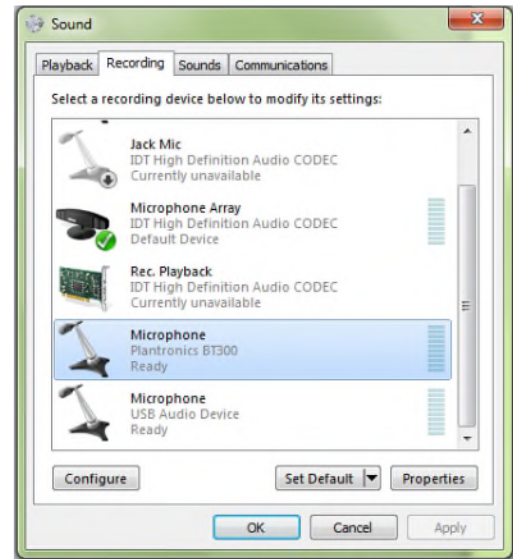 Sound
Playback Recording Sounds Communications
Select a recording device below to modify its settings:
Jack Mic
IDT High Definition Audio CODEC
Currently unavailable
Microphone Array
IDT High Definition Audio CODEC
Default Device
Rec. Playback
IDT High Definition Audio CODEC
Currently unavailable
Microphone
Plantronics BT300
Ready
Microphone
USB Audio Device
Ready
Configure Set Default Properties
OK Cancel Apply